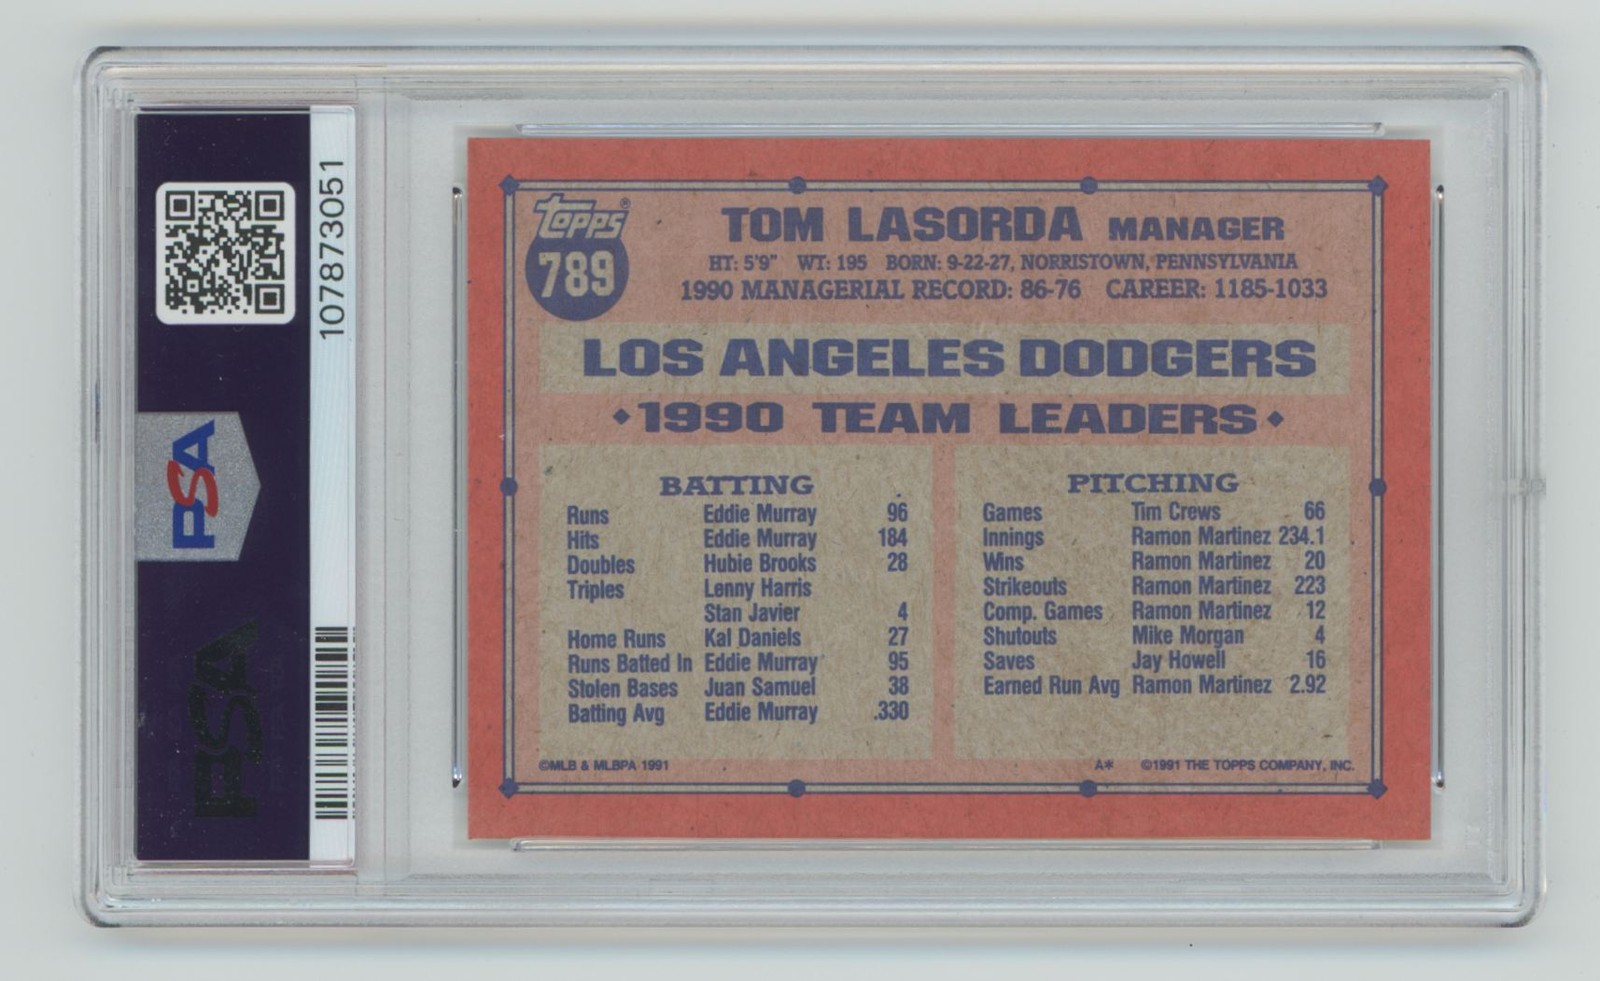 107873051
PSA
PSA
topps®
789
TOM LASORDA MANAGER
HT: 5'9" WT: 195 BORN: 9-22-27, NORRISTOWN, PENNSYLVANIA
1990 MANAGERIAL RECORD: 86-76 CAREER: 1185-1033
LOS ANGELES DODGERS
1990 TEAM LEADERS
BATTING
Runs Eddie Murray 96
Hits Eddie Murray 184
Doubles Hubie Brooks 28
Triples Lenny Harris
Stan Javier 4
Home Runs Kal Daniels 27
Runs Batted In Eddie Murray 95
Stolen Bases Juan Samuel 38
Batting Avg Eddie Murray .330
PITCHING
Games Tim Crews 66
Innings Ramon Martinez 234.1
Wins Ramon Martinez 20
Strikeouts Ramon Martinez 223
Comp. Games Ramon Martinez 12
Shutouts Mike Morgan 4
Saves Jay Howell 16
Earned Run Avg Ramon Martinez 2.92
©MLB & MLBPA 1991
A* ©1991 THE TOPPS COMPANY, INC.